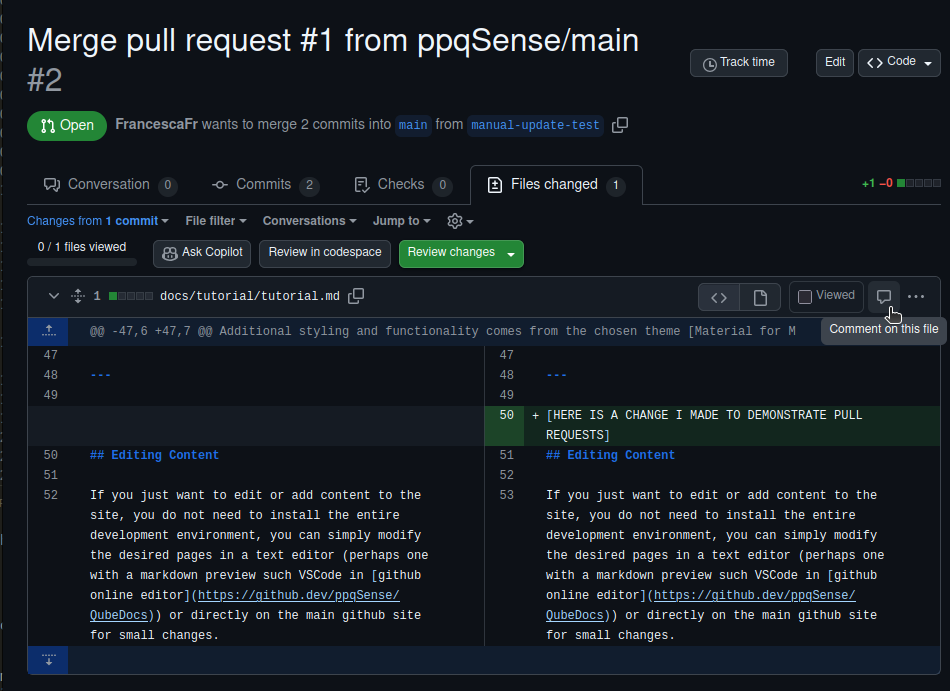 Merge pull request #1 from ppqSense/main
#2
Track time
Edit
<> Code
Open
FrancescaFr wants to merge 2 commits into main from manual-update-test
Conversation 0
Commits 2
Checks 0
Files changed 1
+1 −0
Changes from 1 commit
File filter
Conversations
Jump to
0 / 1 files viewed
Ask Copilot
Review in codespace
Review changes
1 docs/tutorial/tutorial.md
Viewed
@@ -47,6 +47,7 @@ Additional styling and functionality comes from the chosen theme [Material for M
Comment on this file
47
48 ---
49
50 ## Editing Content
51
52 If you just want to edit or add content to the
site, you do not need to install the entire
development environment, you can simply modify
the desired pages in a text editor (perhaps one
with a markdown preview such VSCode in [github
online editor](https://github.dev/ppqSense/
QubeDocs)) or directly on the main github site
for small changes.
47
48 ---
49
50 + [HERE IS A CHANGE I MADE TO DEMONSTRATE PULL
REQUESTS]
51 ## Editing Content
52
53 If you just want to edit or add content to the
site, you do not need to install the entire
development environment, you can simply modify
the desired pages in a text editor (perhaps one
with a markdown preview such VSCode in [github
online editor](https://github.dev/ppqSense/
QubeDocs)) or directly on the main github site
for small changes.